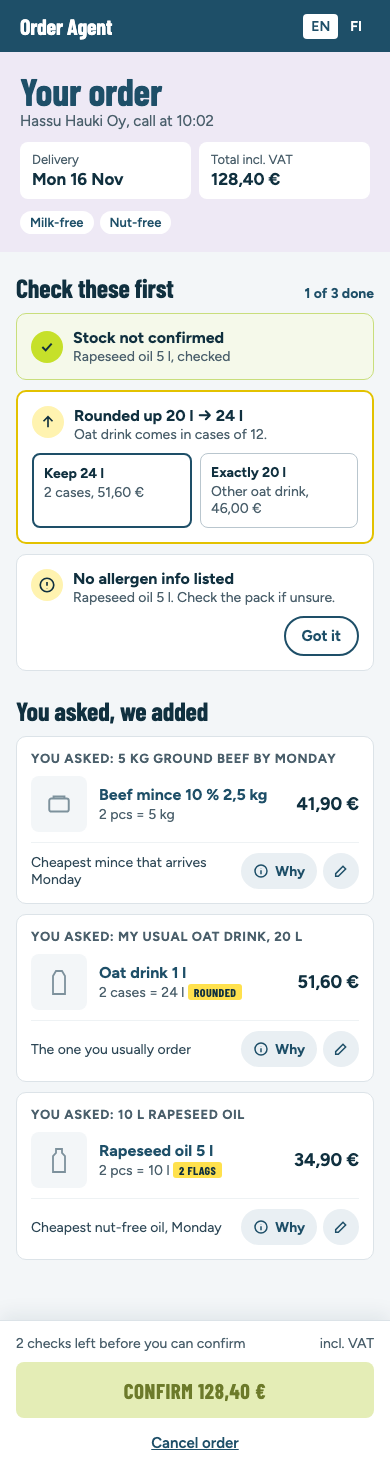 Order Agent
EN FI
Your order
Hassu Hauki Oy, call at 10:02
Delivery
Mon 16 Nov
Total incl. VAT
128,40 €
Milk-free
Nut-free
Check these first
1 of 3 done
Stock not confirmed
Rapeseed oil 5 l, checked
Rounded up 20 l → 24 l
Oat drink comes in cases of 12.
Keep 24 l
2 cases, 51,60 €
Exactly 20 l
Other oat drink,
46,00 €
No allergen info listed
Rapeseed oil 5 l. Check the pack if unsure.
Got it
You asked, we added
YOU ASKED: 5 KG GROUND BEEF BY MONDAY
Beef mince 10 % 2,5 kg
2 pcs = 5 kg
41,90 €
Cheapest mince that arrives
Monday
Why
YOU ASKED: MY USUAL OAT DRINK, 20 L
Oat drink 1 l
2 cases = 24 l ROUNDED
51,60 €
The one you usually order
Why
YOU ASKED: 10 L RAPESEED OIL
Rapeseed oil 5 l
2 pcs = 10 l 2 FLAGS
34,90 €
Cheapest nut-free oil, Monday
Why
2 checks left before you can confirm
incl. VAT
CONFIRM 128,40 €
Cancel order